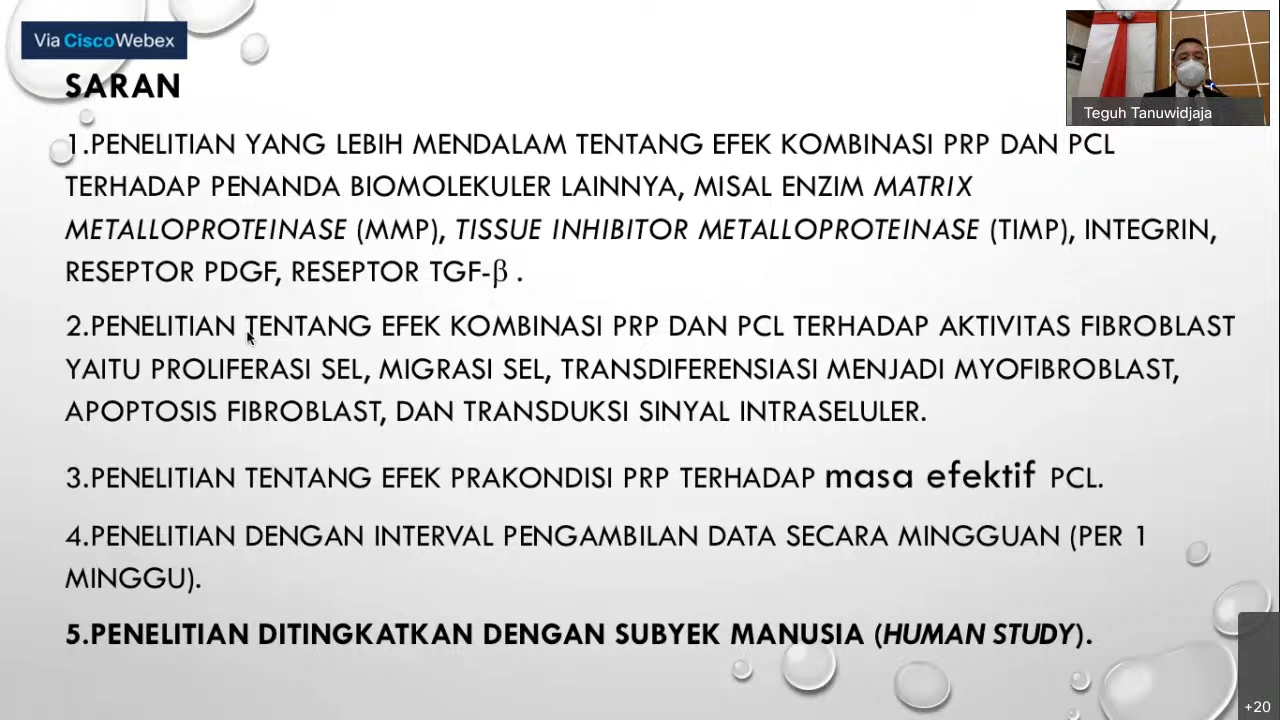 Via CiscoWebex
SARAN
Teguh Tanuwidjaja
1.PENELITIAN YANG LEBIH MENDALAM TENTANG EFEK KOMBINASI PRP DAN PCL
TERHADAP PENANDA BIOMOLEKULER LAINNYA, MISAL ENZIM MATRIX
METALLOPROTEINASE (MMP), TISSUE INHIBITOR METALLOPROTEINASE (TIMP), INTEGRIN,
RESEPTOR PDGF, RESEPTOR TGF-β .
2.PENELITIAN TENTANG EFEK KOMBINASI PRP DAN PCL TERHADAP AKTIVITAS FIBROBLAST
YAITU PROLIFERASI SEL, MIGRASI SEL, TRANSDIFERENSIASI MENJADI MYOFIBROBLAST,
APOPTOSIS FIBROBLAST, DAN TRANSDUKSI SINYAL INTRASELULER.
3.PENELITIAN TENTANG EFEK PRAKONDISI PRP TERHADAP masa efektif PCL.
4.PENELITIAN DENGAN INTERVAL PENGAMBILAN DATA SECARA MINGGUAN (PER 1
MINGGU).
5.PENELITIAN DITINGKATKAN DENGAN SUBYEK MANUSIA (HUMAN STUDY).
+20